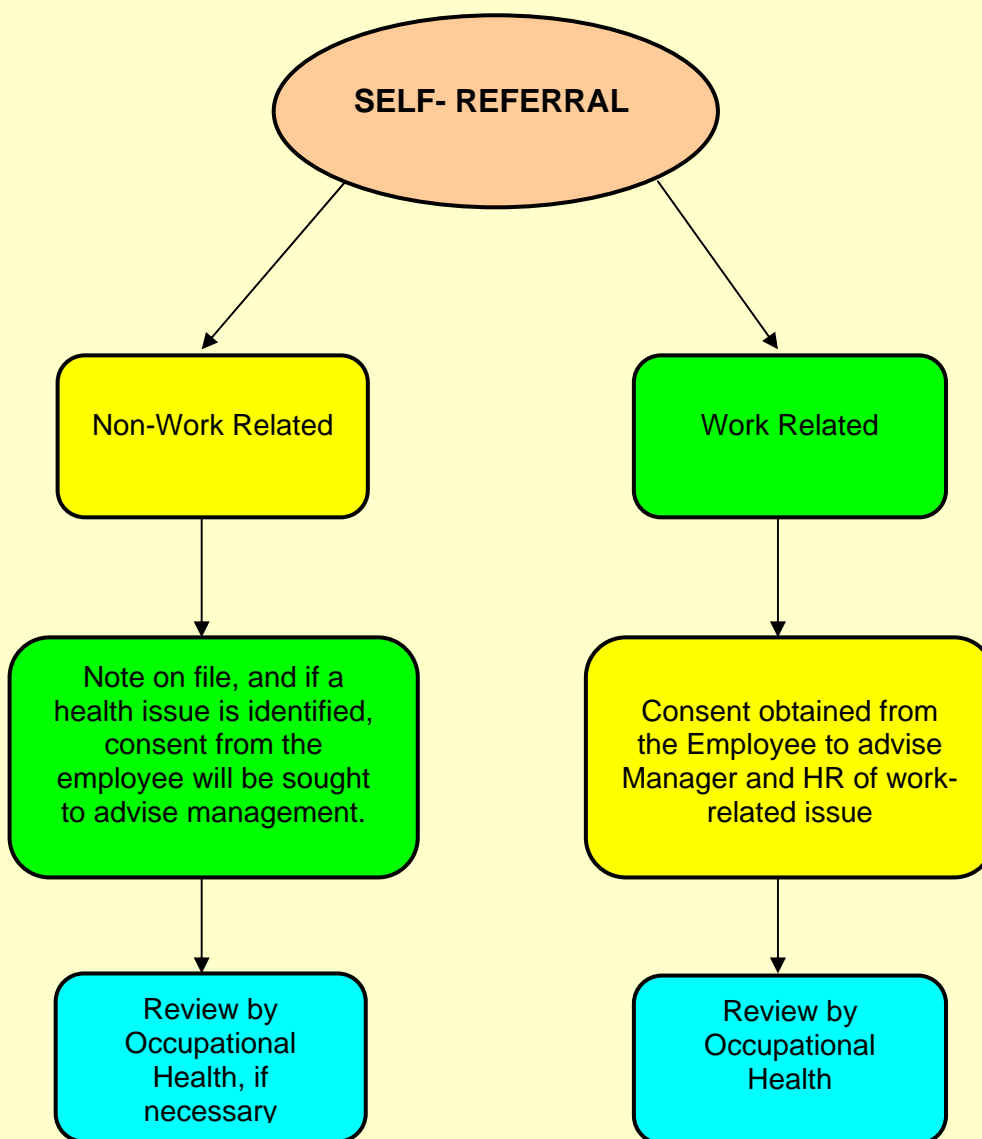 SELF- REFERRAL
Non-Work Related
Work Related
Note on file, and if a
health issue is identified,
consent from the
employee will be sought
to advise management.
Consent obtained from
the Employee to advise
Manager and HR of work-
related issue
Review by
Occupational
Health, if
necessary
Review by
Occupational
Health